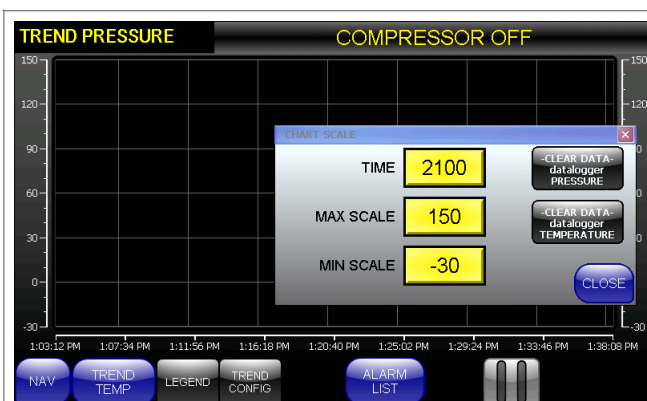 TREND PRESSURE
COMPRESSOR OFF
150
150
120
120
90
0
60
0
30
0
0
-30
-30
CHART SCALE
TIME
2100
MAX SCALE
150
MIN SCALE
-30
-CLEAR DATA-
datalogger
PRESSURE
-CLEAR DATA-
datalogger
TEMPERATURE
CLOSE
1:03:12 PM 1:07:34 PM 1:11:56 PM 1:16:18 PM 1:20:40 PM 1:25:02 PM 1:29:24 PM 1:33:46 PM 1:38:08 PM
NAV
TREND
TEMP
LEGEND
TREND
CONFIG
ALARM
LIST